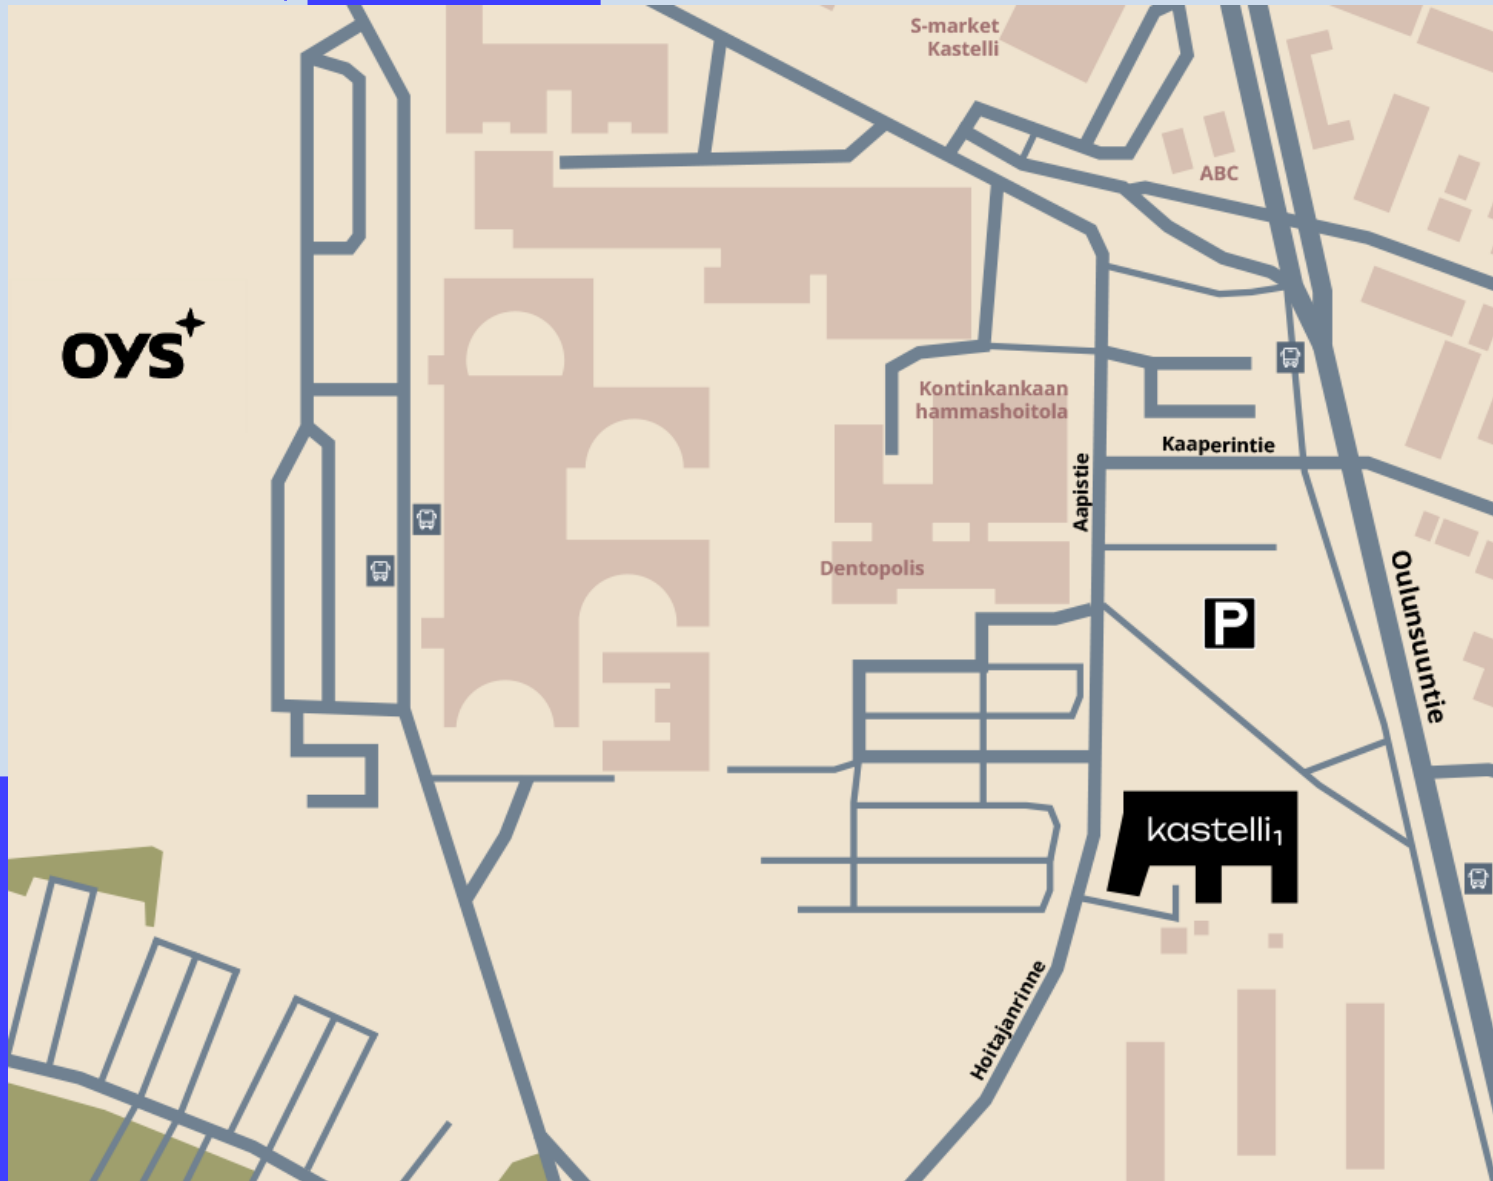 S-market
Kastelli
ABC
oys
Kontinkankaan
hammashoitola
Kaaperintie
Aapistie
Dentopolis
P
Oulunsuuntie
kastelli1
Hoitajanrinne